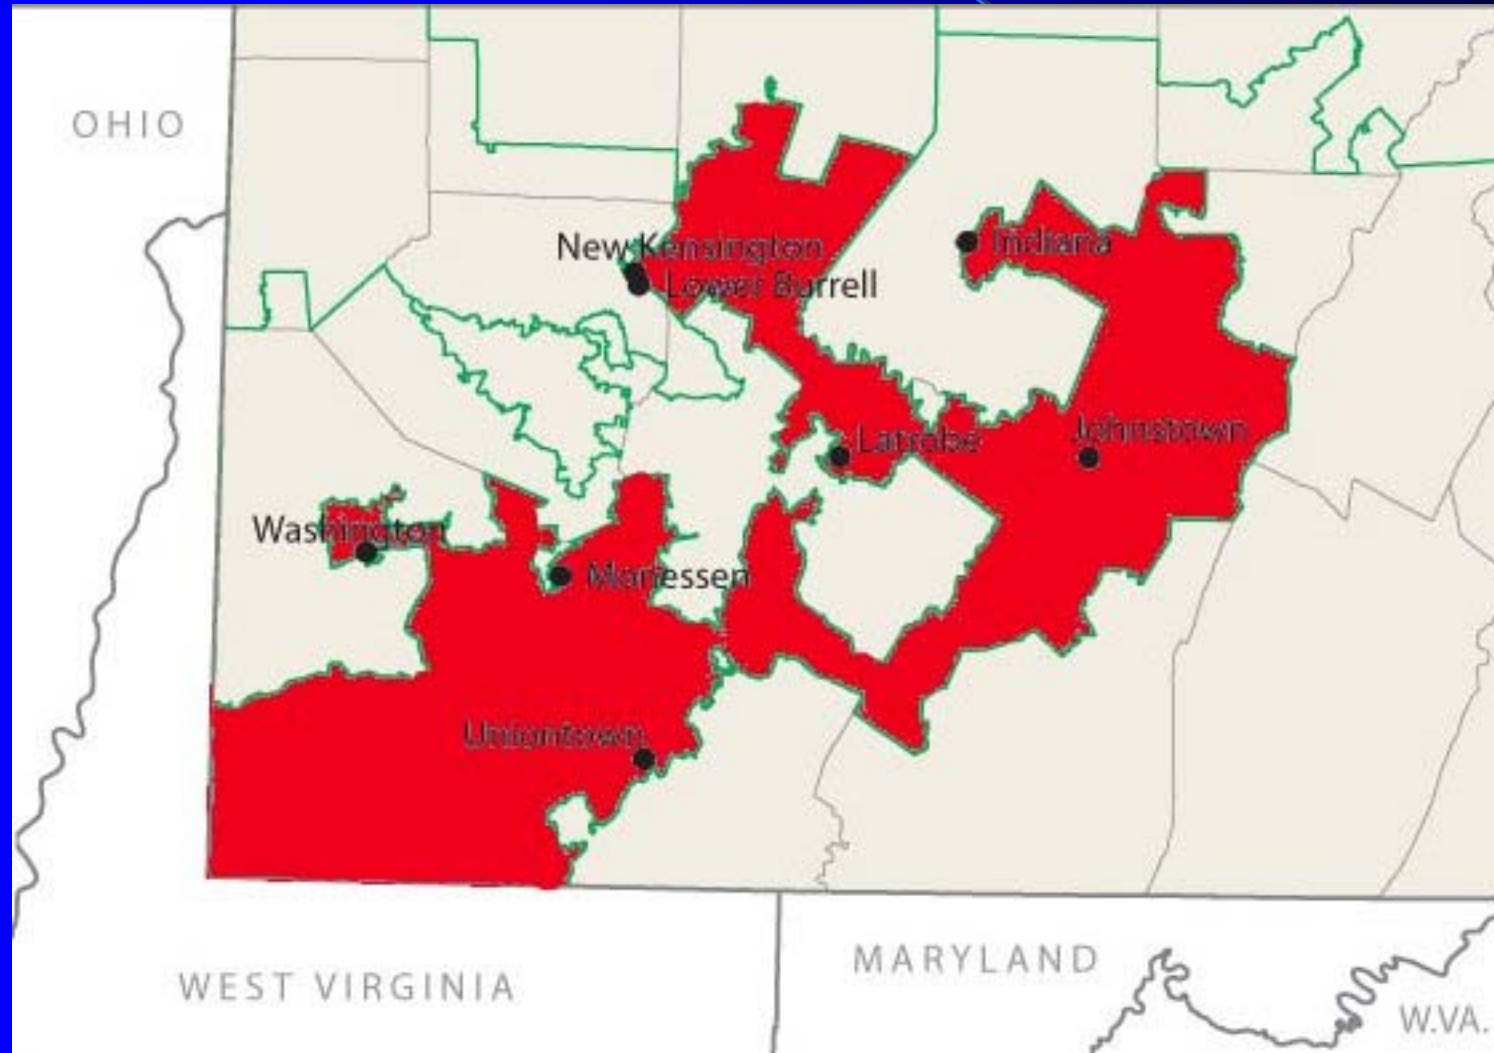 OHIO
New Kensington
Indiana
Lower Burrell
Latrobe
Johnstown
Washington
Monessen
Uniontown
MARYLAND
WEST VIRGINIA
W.VA.